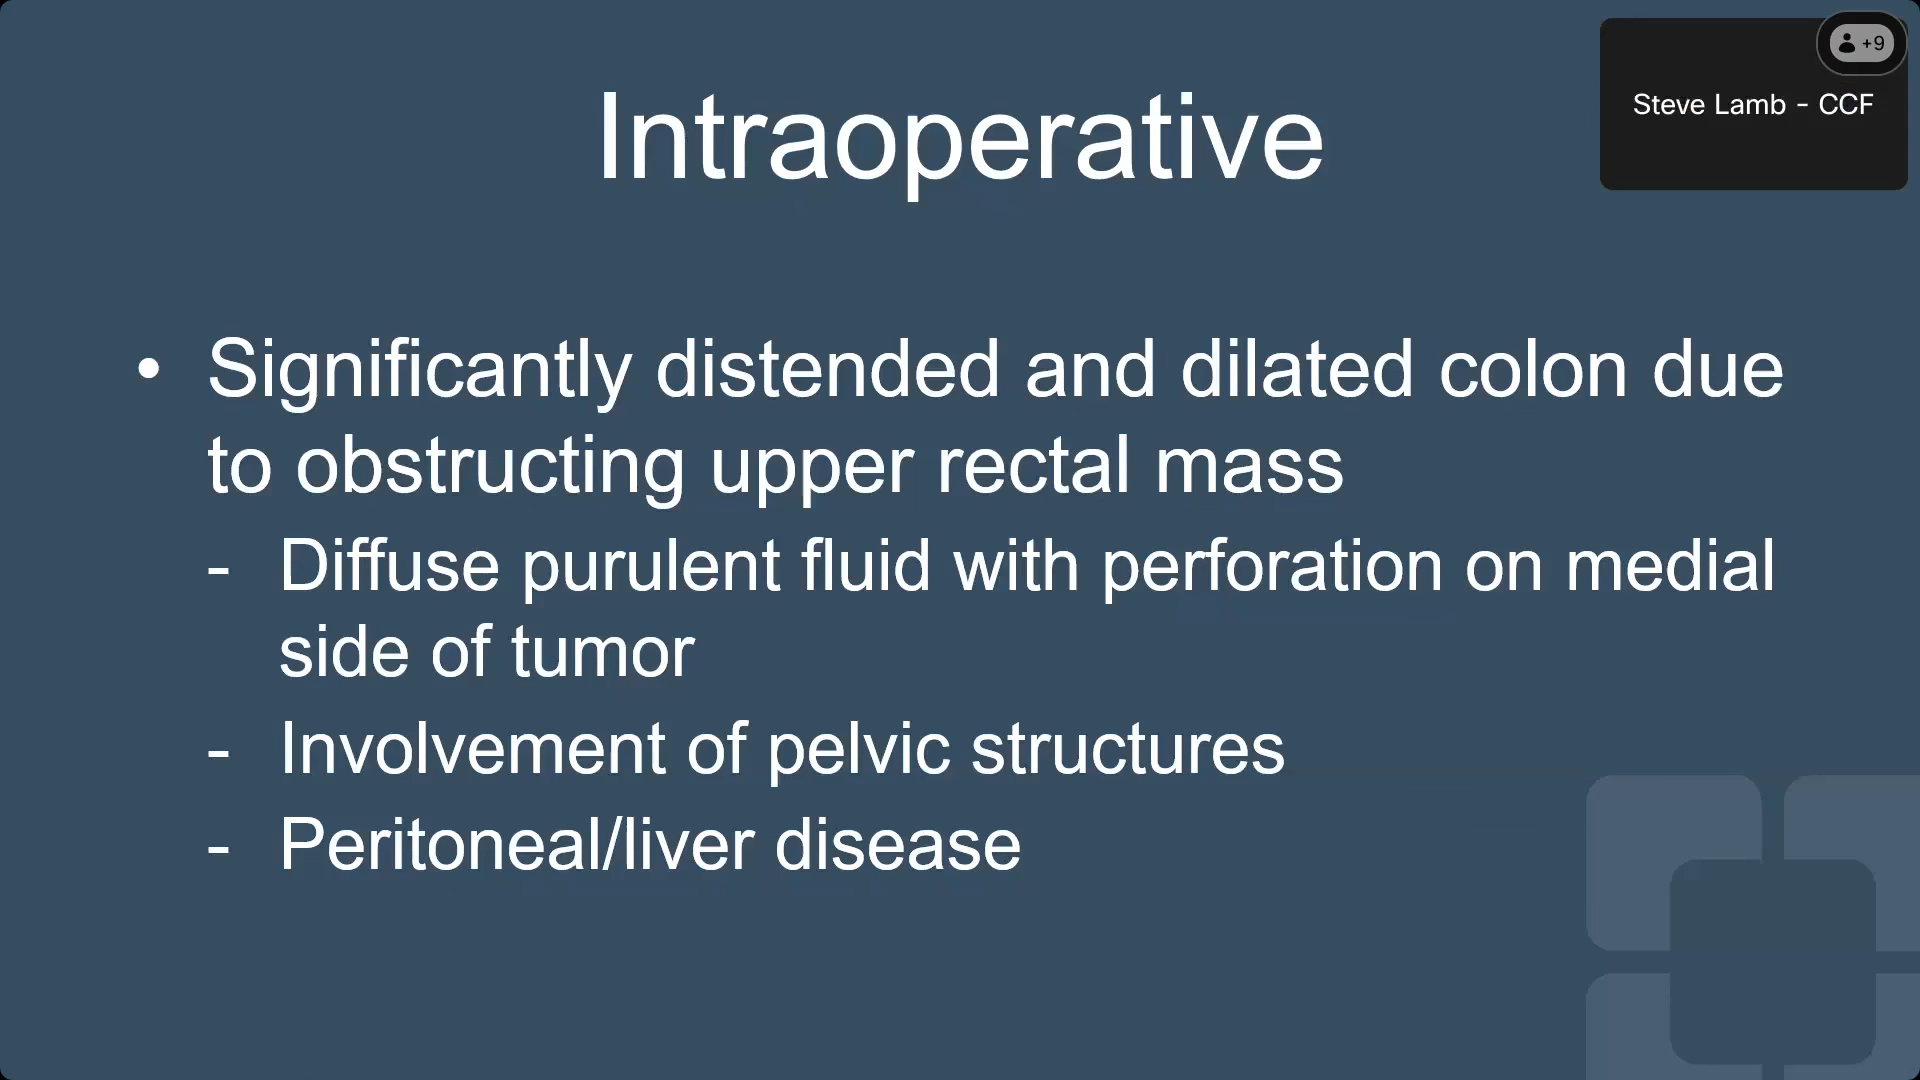 Intraoperative
+9
Steve Lamb - CCF
• Significantly distended and dilated colon due
to obstructing upper rectal mass
- Diffuse purulent fluid with perforation on medial
side of tumor
- Involvement of pelvic structures
- Peritoneal/liver disease